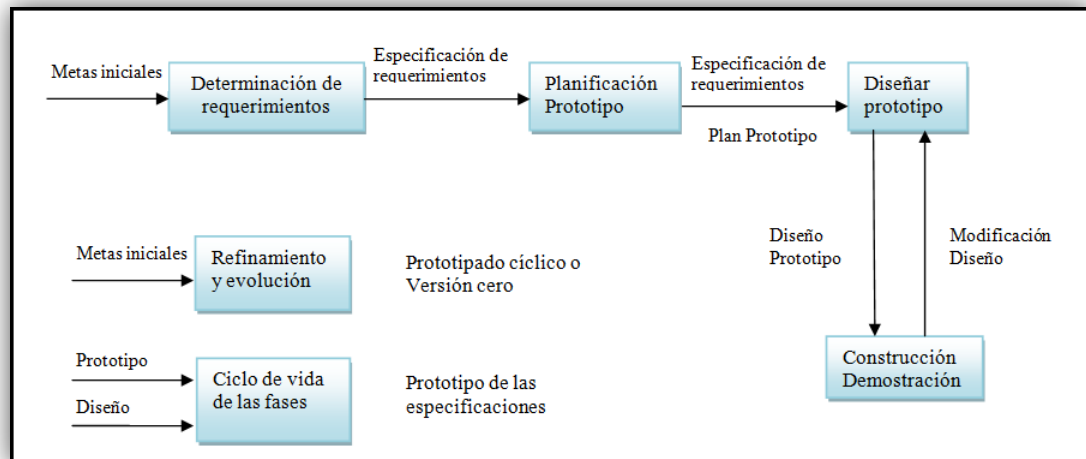 Metas iniciales
Determinación de
requerimientos
Especificación de
requerimientos
Planificación
Prototipo
Especificación de
requerimientos
Plan Prototipo
Diseñar
prototipo
Diseño
Prototipo
Modificación
Diseño
Construcción
Demostración
Metas iniciales
Refinamiento
y evolución
Prototipado cíclico o
Versión cero
Prototipo
Diseño
Ciclo de vida
de las fases
Prototipo de las
especificaciones